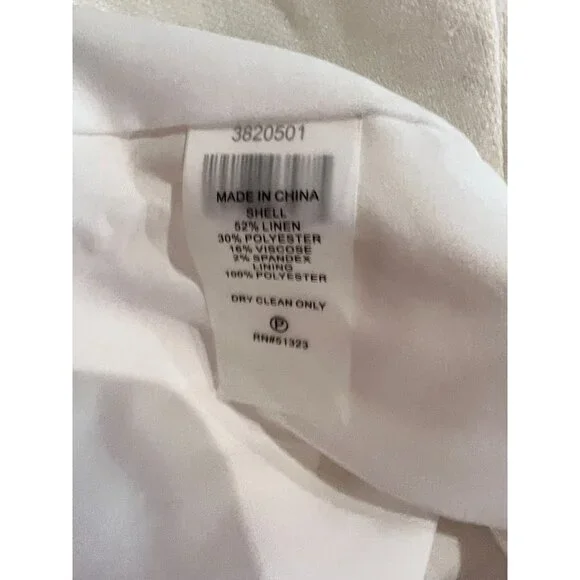 3820501
MADE IN CHINA
SHELL
52% LINEN
30% POLYESTER
16% VISCOSE
2% SPANDEX
LINING
100% POLYESTER
DRY CLEAN ONLY
P
RN#51323